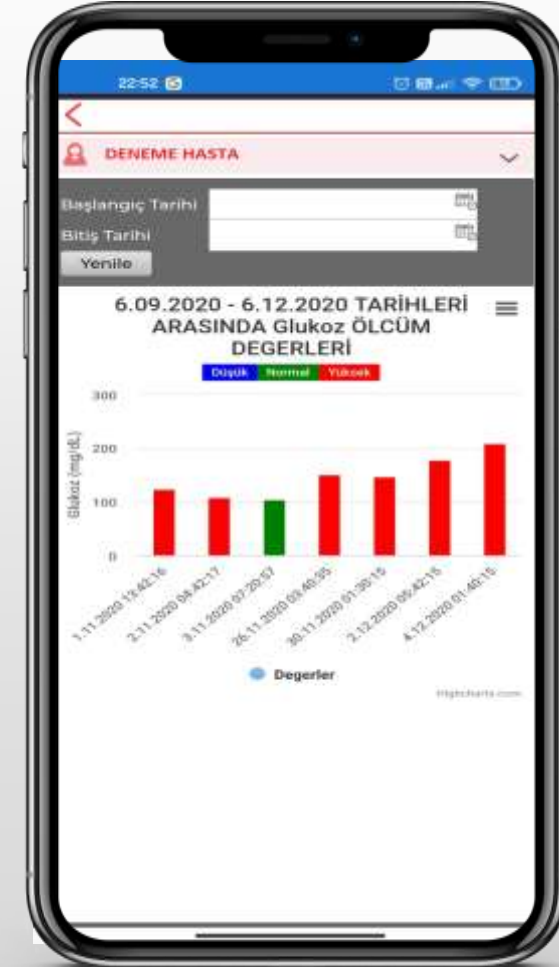 22:52
DENEME HASTA
Başlangıç Tarihi
Bitiş Tarihi
Yenile
6.09.2020 - 6.12.2020 TARİHLERİ
ARASINDA Glukoz ÖLCÜM
DEGERLERİ
Düşük Normal Yüksek
Glukoz (mg/dL)
300
200
100
0
1.11.2020 13:42:16
2.11.2020 04:42:17
3.11.2020 07:20:57
26.11.2020 03:40:35
30.11.2020 01:30:15
2.12.2020 05:42:15
4.12.2020 01:40:15
Degerler
Highcharts.com